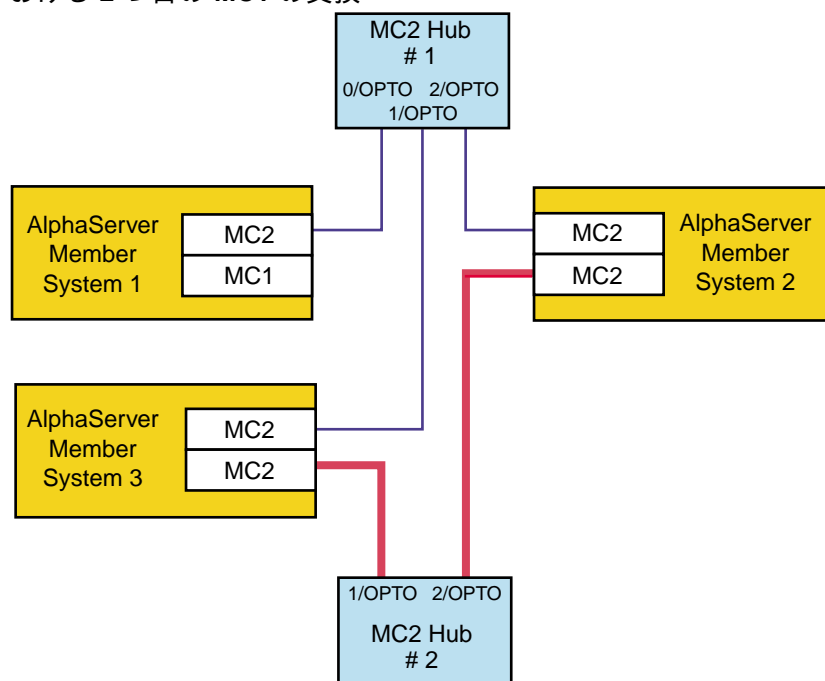 MC2 Hub
# 1
0/OPTO 2/OPTO
1/OPTO
AlphaServer
Member
System 1
MC2
MC1
MC2
MC2
AlphaServer
Member
System 2
AlphaServer
Member
System 3
MC2
MC2
1/OPTO 2/OPTO
MC2 Hub
# 2